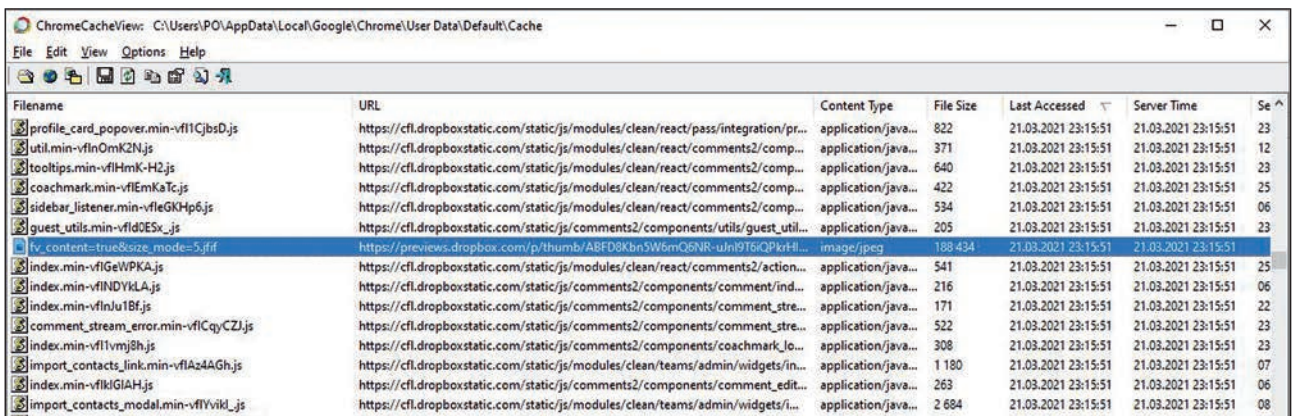 ChromeCacheView: C:\Users\PO\AppData\Local\Google\Chrome\User Data\Default\Cache
File Edit View Options Help
Filename URL Content Type File Size Last Accessed Server Time Se
profile_card_popover.min-vfl1CjbsD.js https://cfl.dropboxstatic.com/static/js/modules/clean/react/pass/integration/pr... application/java... 822 21.03.2021 23:15:51 21.03.2021 23:15:51 23
util.min-vflnOmK2N.js https://cfl.dropboxstatic.com/static/js/modules/clean/react/comments2/comp... application/java... 371 21.03.2021 23:15:51 21.03.2021 23:15:51 12
tooltips.min-vflHmK-H2.js https://cfl.dropboxstatic.com/static/js/modules/clean/react/comments2/comp... application/java... 640 21.03.2021 23:15:51 21.03.2021 23:15:51 23
coachmark.min-vflEmKaTc.js https://cfl.dropboxstatic.com/static/js/modules/clean/react/comments2/comp... application/java... 422 21.03.2021 23:15:51 21.03.2021 23:15:51 25
sidebar_listener.min-vfleGKHp6.js https://cfl.dropboxstatic.com/static/js/modules/clean/react/comments2/comp... application/java... 534 21.03.2021 23:15:51 21.03.2021 23:15:51 06
guest_utils.min-vfld0ESx_.js https://cfl.dropboxstatic.com/static/js/comments2/components/utils/guest_util... application/java... 205 21.03.2021 23:15:51 21.03.2021 23:15:51 23
fv_content=true&size_mode=5.jfif https://previews.dropbox.com/p/thumb/ABFD8Kbn5W6mQ6NR-uJnI9T6iQPkrHI... image/jpeg 188 434 21.03.2021 23:15:51 21.03.2021 23:15:51
index.min-vflGeWPKA.js https://cfl.dropboxstatic.com/static/js/modules/clean/react/comments2/action... application/java... 541 21.03.2021 23:15:51 21.03.2021 23:15:51 25
index.min-vflNDYkLA.js https://cfl.dropboxstatic.com/static/js/comments2/components/comment/ind... application/java... 216 21.03.2021 23:15:51 21.03.2021 23:15:51 06
index.min-vflnJu1Bf.js https://cfl.dropboxstatic.com/static/js/comments2/components/comment_stre... application/java... 171 21.03.2021 23:15:51 21.03.2021 23:15:51 22
comment_stream_error.min-vflCqyCZJ.js https://cfl.dropboxstatic.com/static/js/comments2/components/comment_stre... application/java... 522 21.03.2021 23:15:51 21.03.2021 23:15:51 23
index.min-vfl1vmj8h.js https://cfl.dropboxstatic.com/static/js/comments2/components/coachmark_lo... application/java... 308 21.03.2021 23:15:51 21.03.2021 23:15:51 23
import_contacts_link.min-vflAz4AGh.js https://cfl.dropboxstatic.com/static/js/modules/clean/teams/admin/widgets/in... application/java... 1 180 21.03.2021 23:15:51 21.03.2021 23:15:51 07
index.min-vflklGIAH.js https://cfl.dropboxstatic.com/static/js/comments2/components/comment_edit... application/java... 263 21.03.2021 23:15:51 21.03.2021 23:15:51 06
import_contacts_modal.min-vflYvikl_.js https://cfl.dropboxstatic.com/static/js/modules/clean/teams/admin/widgets/i... application/java... 2 684 21.03.2021 23:15:51 21.03.2021 23:15:51 08